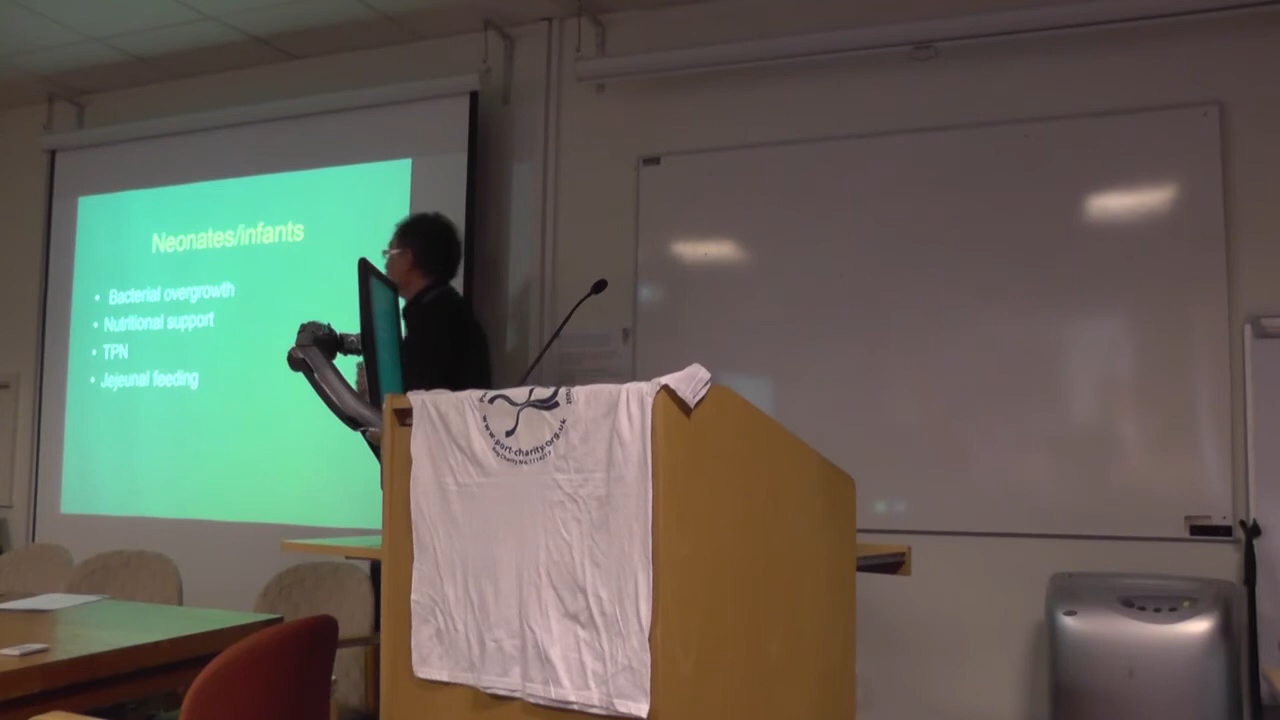 Neonates/infants
• Bacterial overgrowth
• Nutritional support
• TPN
• Jejeunal feeding
www.port-charity.org.uk